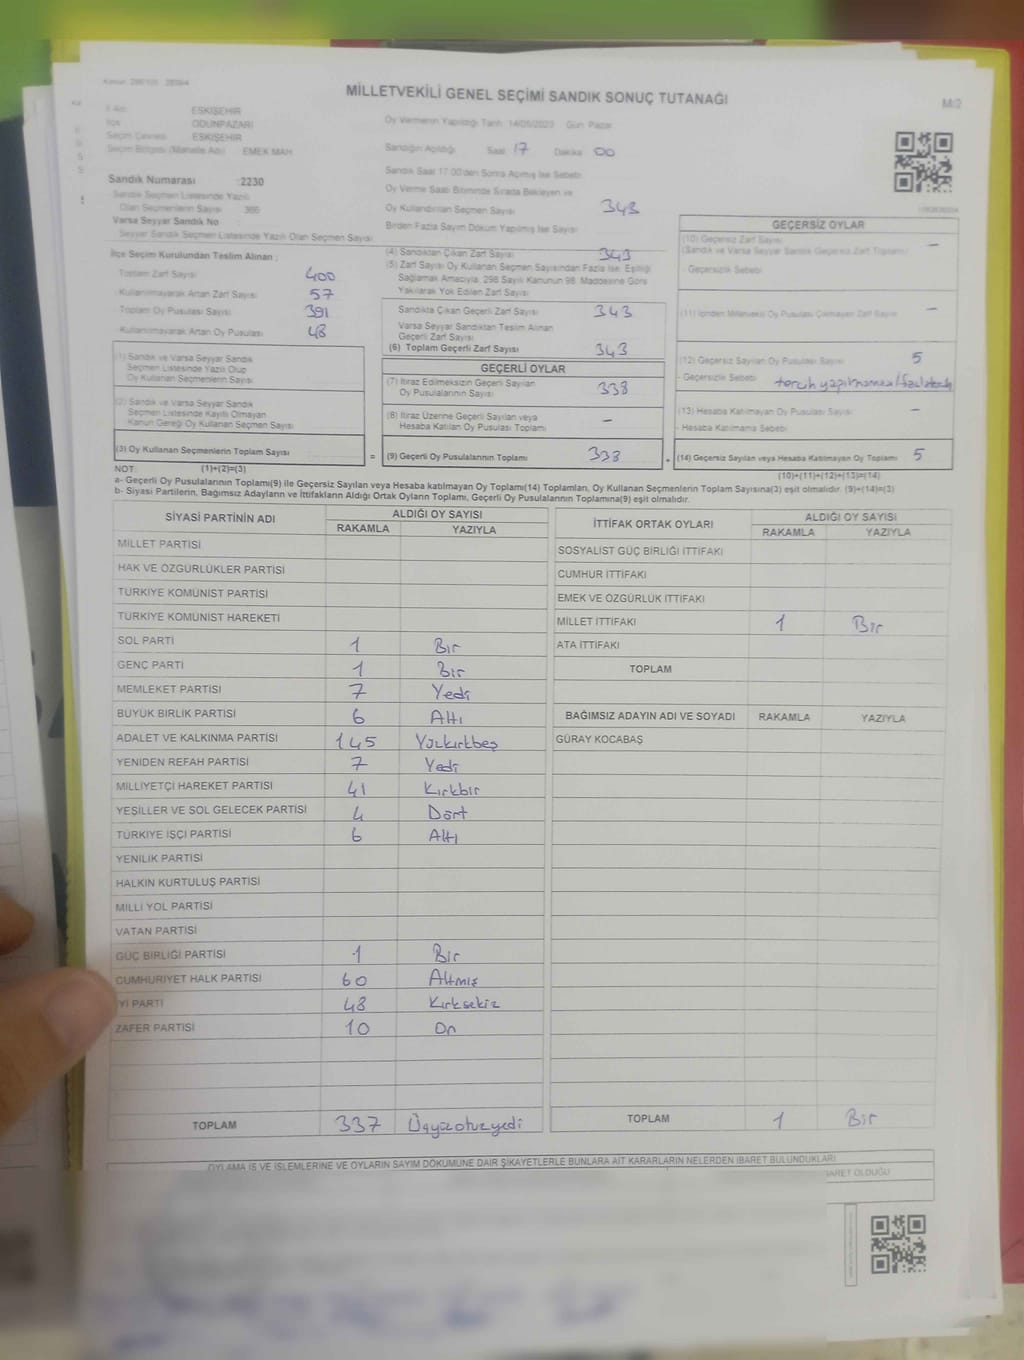 MİLLETVEKİLİ GENEL SEÇİMİ SANDIK SONUÇ TUTANAĞI
M/2
İl Adı: ESKİŞEHİR
İlçe: ODUNPAZARI
Seçim Çevresi: ESKİŞEHİR
Seçim Bölgesi (Mahalle Adı) EMEK MAH
Oy Vermenin Yapıldığı Tarih: 14/05/2023 Gün: Pazar
Sandığın Açıldığı Saat: 17 Dakika: 00
Sandık Saat 17.00'den Sonra Açılmış İse Sebebi
Sandık Numarası :2230
Sandık Seçmen Listesinde Yazılı
Olan Seçmenlerin Sayısı 386
Varsa Seyyar Sandık No
Seyyar Sandık Seçmen Listesinde Yazılı Olan Seçmen Sayısı:
Oy Verme Saati Bitiminde Sırada Bekleyen ve
Oy Kullandırılan Seçmen Sayısı 343
Birden Fazla Sayım Döküm Yapılmış İse Sayısı
İlçe Seçim Kurulundan Teslim Alınan ;
Toplam Zarf Sayısı 400
- Kullanılmayarak Artan Zarf Sayısı 57
- Toplam Oy Pusulası Sayısı 391
- Kullanılmayarak Artan Oy Pusulası 48
(1) Sandık ve Varsa Seyyar Sandık
Seçmen Listesinde Yazılı Olup
Oy Kullanan Seçmenlerin Sayısı
(2) Sandık ve Varsa Seyyar Sandık
Seçmen Listesinde Kayıtlı Olmayan
Kanun Gereği Oy Kullanan Seçmen Sayısı
(3) Oy Kullanan Seçmenlerin Toplam Sayısı
(1)+(2)=(3)
(4) Sandıktan Çıkan Zarf Sayısı 343
(5) Zarf Sayısı Oy Kullanan Seçmen Sayısından Fazla İse, Eşitliği
Sağlamak Amacıyla, 298 Sayılı Kanunun 98. Maddesine Göre
Yakılarak Yok Edilen Zarf Sayısı
Sandıkta Çıkan Geçerli Zarf Sayısı 343
Varsa Seyyar Sandıktan Teslim Alınan
Geçerli Zarf Sayısı
(6) Toplam Geçerli Zarf Sayısı 343
GEÇERLİ OYLAR
(7) İtiraz Edilmeksizin Geçerli Sayılan
Oy Pusulalarının Sayısı 338
(8) İtiraz Üzerine Geçerli Sayılan veya
Hesaba Katılan Oy Pusulası Toplamı –
= (9) Geçerli Oy Pusulalarının Toplamı 338
GEÇERSİZ OYLAR
(10) Geçersiz Zarf Sayısı –
(Sandık ve Varsa Seyyar Sandık Geçersiz Zarf Toplamı)
- Geçersizlik Sebebi
(11) İçinden Milletvekili Oy Pusulası Çıkmayan Zarf Sayısı –
(12) Geçersiz Sayılan Oy Pusulası Sayısı 5
- Geçersizlik Sebebi: tercih yapılmaması/
(13) Hesaba Katılmayan Oy Pusulası Sayısı –
- Hesaba Katılmama Sebebi
+ (14) Geçersiz Sayılan veya Hesaba Katılmayan Oy Toplamı 5
(10)+(11)+(12)+(13)=(14)
NOT:
a- Geçerli Oy Pusulalarının Toplamı(9) ile Geçersiz Sayılan veya Hesaba katılmayan Oy Toplamı(14) Toplamları, Oy Kullanan Seçmenlerin Toplam Sayısına(3) eşit olmalıdır. (9)+(14)=(3)
b- Siyasi Partilerin, Bağımsız Adayların ve İttifakların Aldığı Ortak Oyların Toplamı, Geçerli Oy Pusulalarının Toplamına(9) eşit olmalıdır.
SİYASİ PARTİNİN ADI ALDIĞI OY SAYISI
RAKAMLA YAZIYLA
MİLLET PARTİSİ
HAK VE ÖZGÜRLÜKLER PARTİSİ
TÜRKİYE KOMÜNİST PARTİSİ
TÜRKİYE KOMÜNİST HAREKETİ
SOL PARTİ 1 Bir
GENÇ PARTİ 1 Bir
MEMLEKET PARTİSİ 7 Yedi
BÜYÜK BİRLİK PARTİSİ 6 Altı
ADALET VE KALKINMA PARTİSİ 145 Yüzkırkbeş
YENİDEN REFAH PARTİSİ 7 Yedi
MİLLİYETÇİ HAREKET PARTİSİ 41 Kırkbir
YEŞİLLER VE SOL GELECEK PARTİSİ 4 Dört
TÜRKİYE İŞÇİ PARTİSİ 6 Altı
YENİLİK PARTİSİ
HALKIN KURTULUŞ PARTİSİ
MİLLİ YOL PARTİSİ
VATAN PARTİSİ
GÜÇ BİRLİĞİ PARTİSİ 1 Bir
CUMHURİYET HALK PARTİSİ 60 Altmış
İYİ PARTİ 48 Kırksekiz
ZAFER PARTİSİ 10 On
TOPLAM 337 Üçyüzotuzyedi
İTTİFAK ORTAK OYLARI ALDIĞI OY SAYISI
RAKAMLA YAZIYLA
SOSYALİST GÜÇ BİRLİĞİ İTTİFAKI
CUMHUR İTTİFAKI
EMEK VE ÖZGÜRLÜK İTTİFAKI
MİLLET İTTİFAKI 1 Bir
ATA İTTİFAKI
TOPLAM
BAĞIMSIZ ADAYIN ADI VE SOYADI RAKAMLA YAZIYLA
GÜRAY KOCABAŞ
TOPLAM 1 Bir
OYLAMA İŞ VE İŞLEMLERİNE VE OYLARIN SAYIM DÖKÜMÜNE DAİR ŞİKAYETLERLE BUNLARA AİT KARARLARIN NELERDEN İBARET BULUNDUKLARI
İBARET OLDUĞU